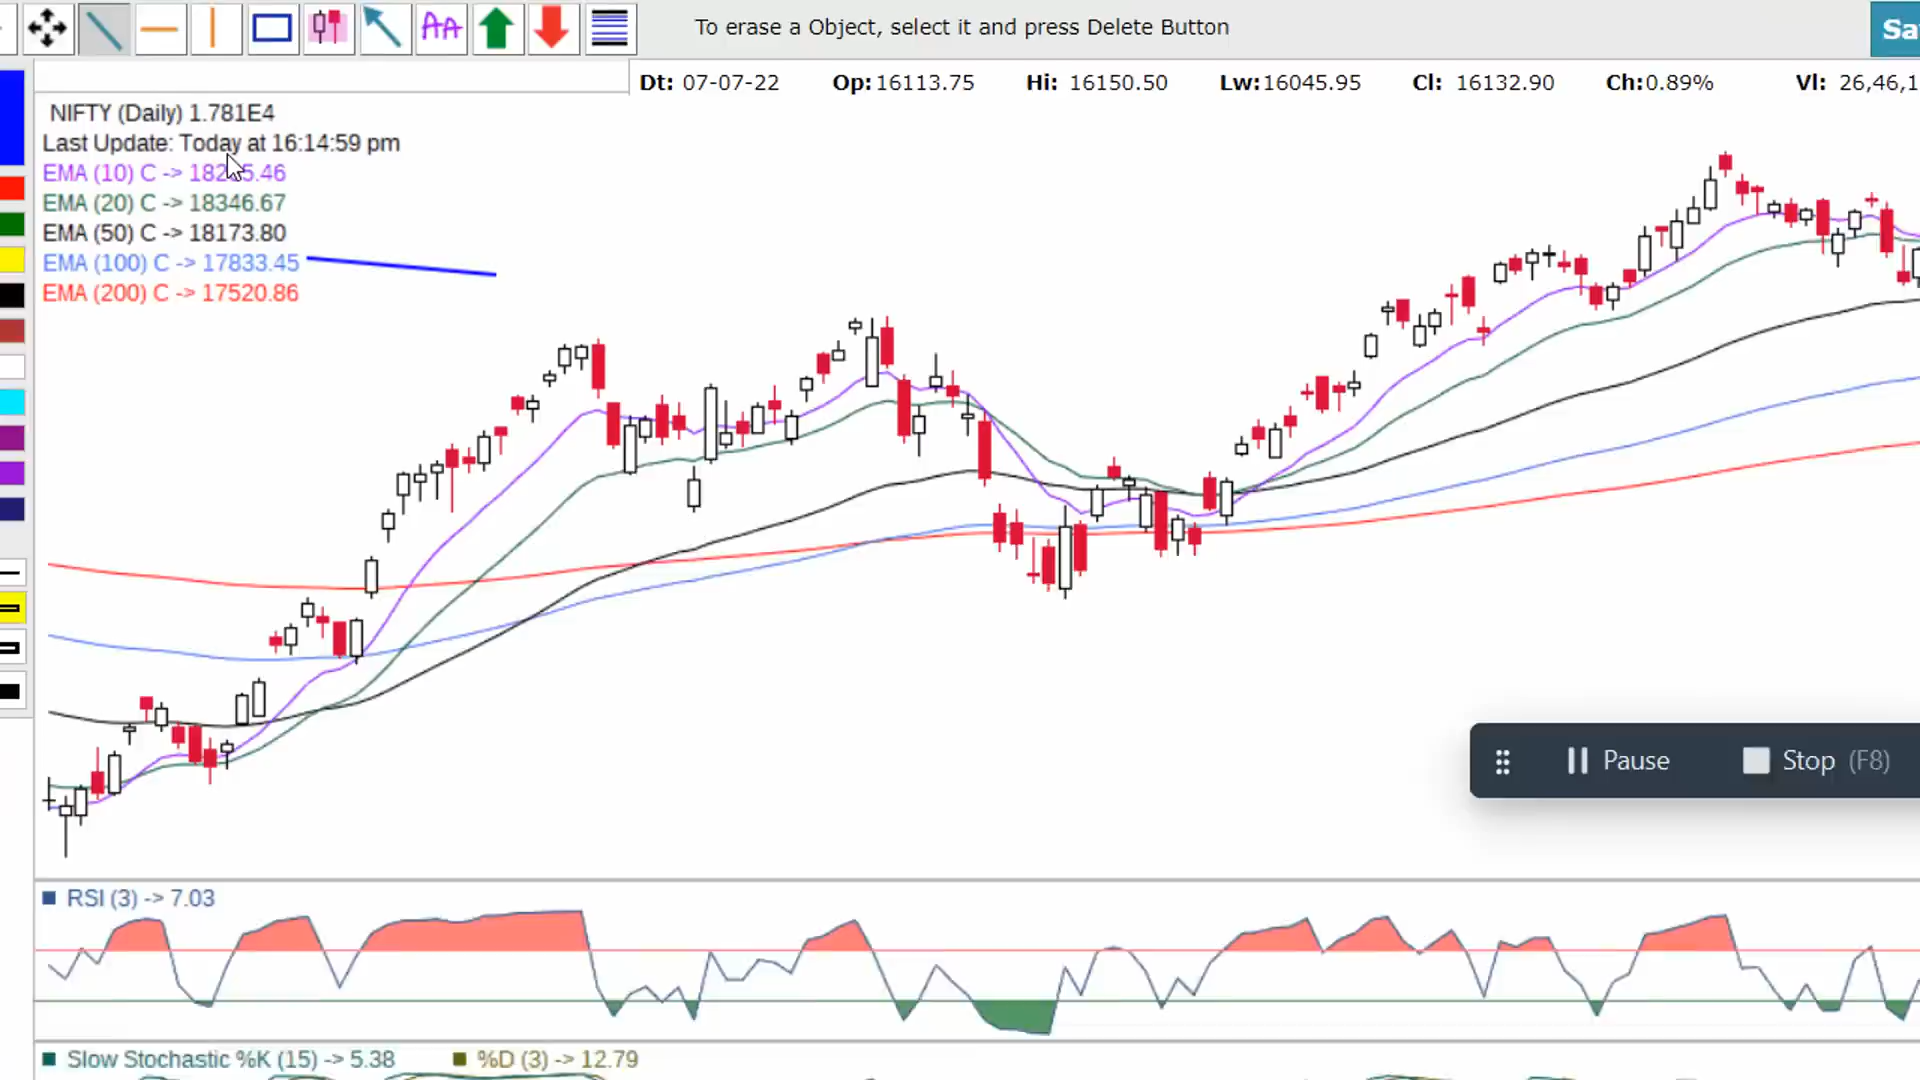 AA
To erase a Object, select it and press Delete Button
Dt: 07-07-22 Op:16113.75 Hi: 16150.50 Lw:16045.95 Cl: 16132.90 Ch:0.89% Vl: 26,46,1
NIFTY (Daily) 1.781E4
Last Update: Today at 16:14:59 pm
EMA (10) C ->
EMA (20) C -> 18346.67
EMA (50) C -> 18173.80
EMA (100) C -> 17833.45
EMA (200) C -> 17520.86
Pause Stop (F8)
RSI (3) -> 7.03
Slow Stochastic %K (15) -> 5.38 %D (3) -> 12.79